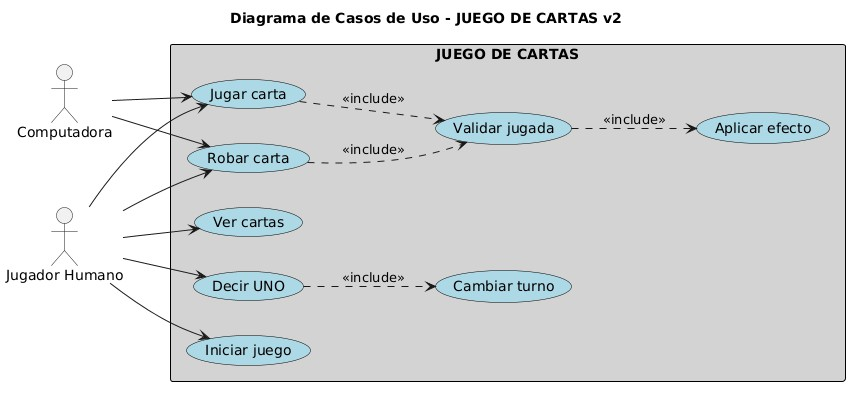 Diagrama de Casos de Uso - JUEGO DE CARTAS v2
JUEGO DE CARTAS
Computadora
Jugador Humano
Jugar carta
«include»
Robar carta
«include»
Validar jugada
«include»
Aplicar efecto
Ver cartas
Decir UNO
«include»
Cambiar turno
Iniciar juego